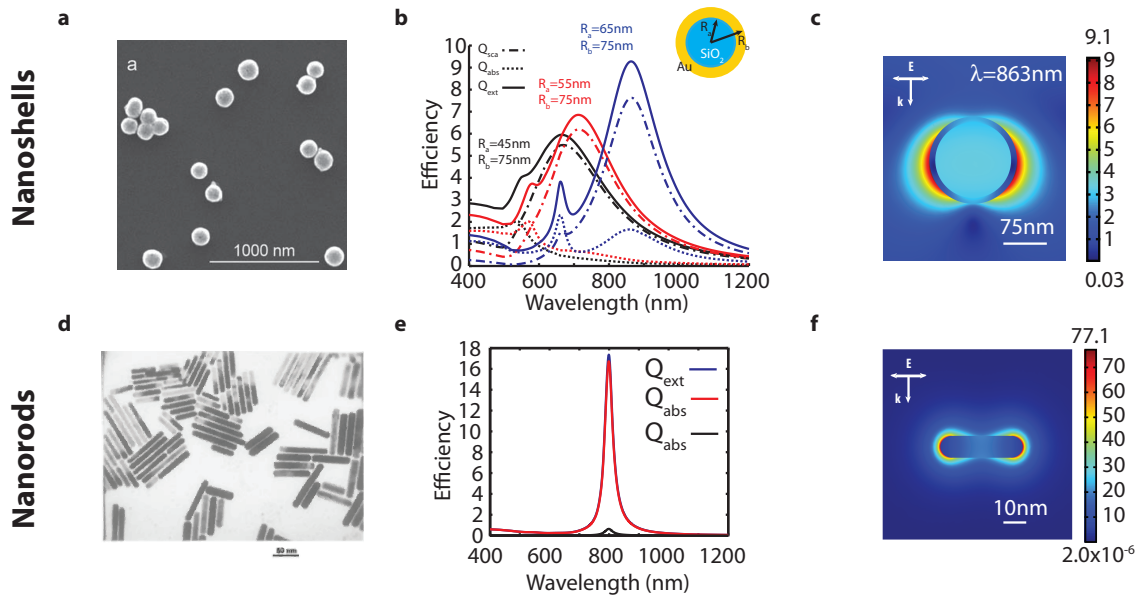 Nanoshells
a
a
1000 nm
b
Efficiency
10
9
8
7
6
5
4
3
2
1
0
Q_sca
Q_abs
Q_ext
R_a=65nm
R_b=75nm
R_a=55nm
R_b=75nm
R_a=45nm
R_b=75nm
R_a
R_b
SiO_2
Au
400 600 800 1000 1200
Wavelength (nm)
c
E
k
λ=863nm
75nm
9.1
9
8
7
6
5
4
3
2
1
0.03
Nanorods
d
50 nm
e
Efficiency
18
16
14
12
10
8
6
4
2
0
Q_ext
Q_abs
Q_abs
400 600 800 1000 1200
Wavelength (nm)
f
E
k
10nm
77.1
70
60
50
40
30
20
10
2.0x10^-6